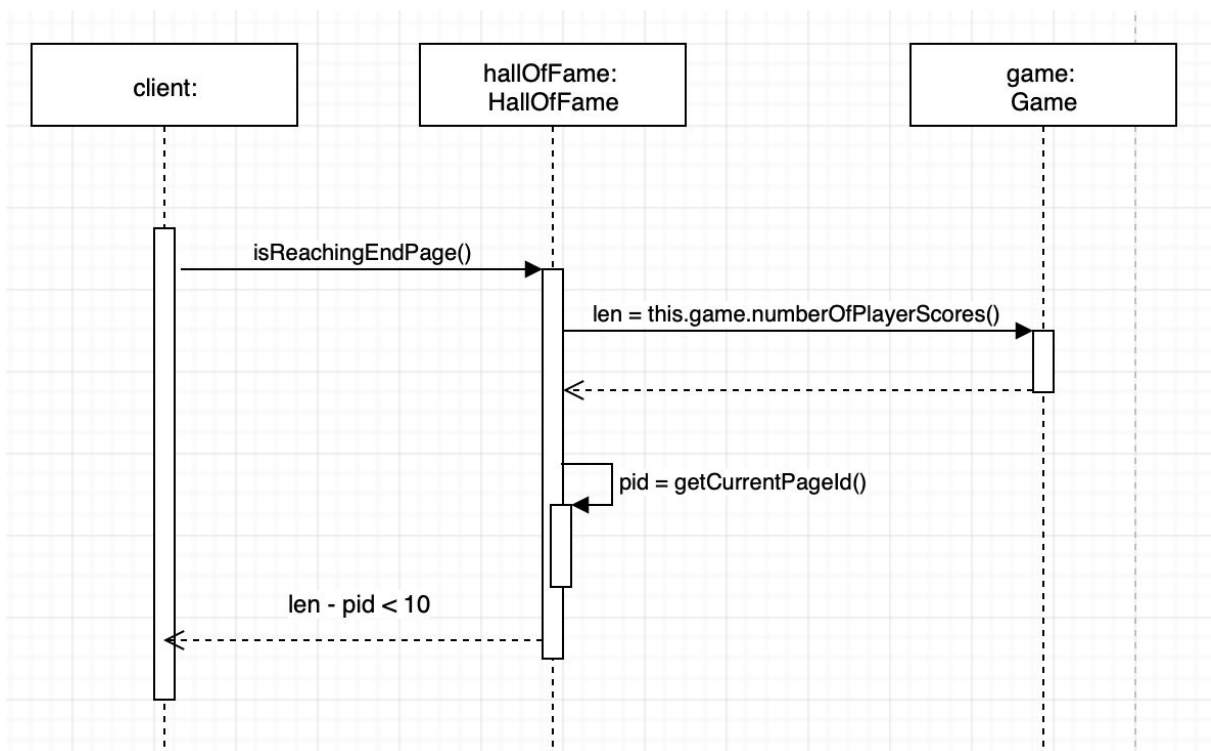 client:
hallOfFame:
HallOfFame
game:
Game
isReachingEndPage()
len = this.game.numberOfPlayerScores()
pid = getCurrentPageId()
len - pid < 10